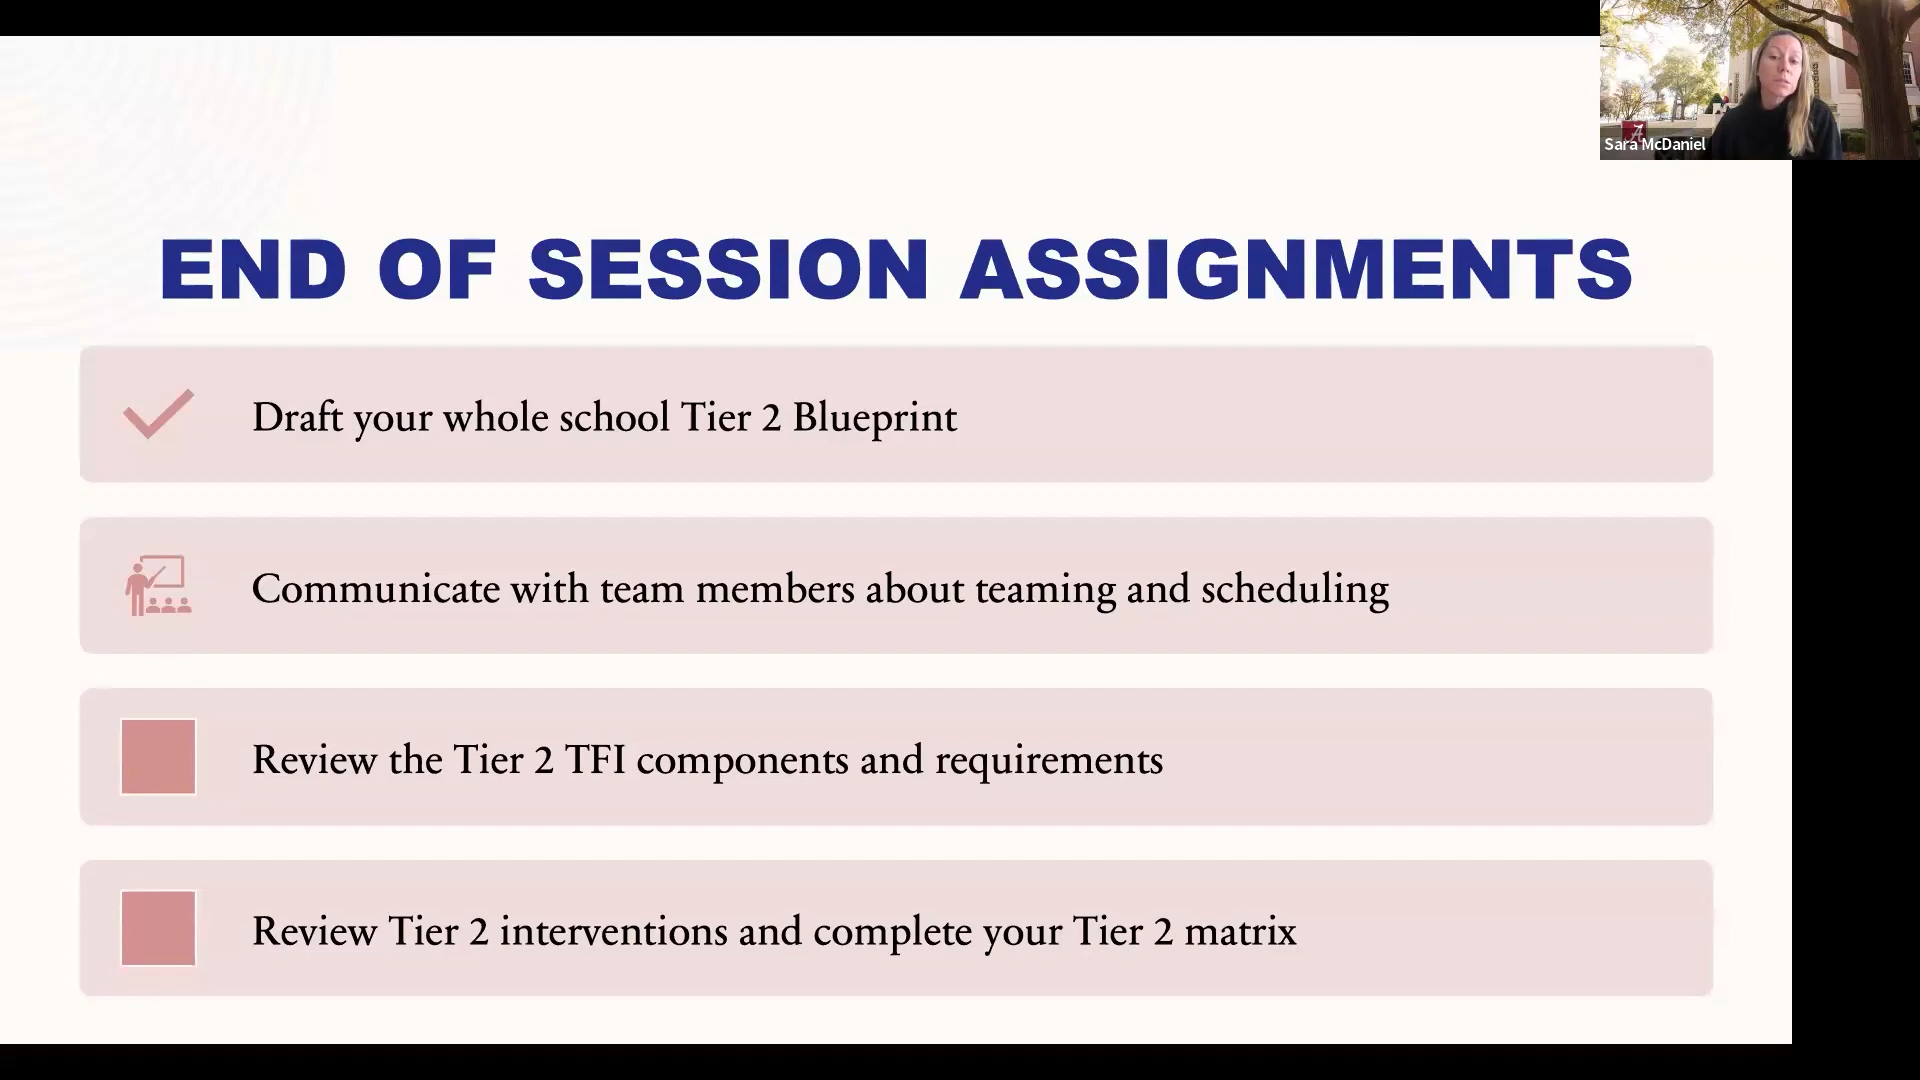 Sara McDaniel
END OF SESSION ASSIGNMENTS
Draft your whole school Tier 2 Blueprint
Communicate with team members about teaming and scheduling
Review the Tier 2 TFI components and requirements
Review Tier 2 interventions and complete your Tier 2 matrix